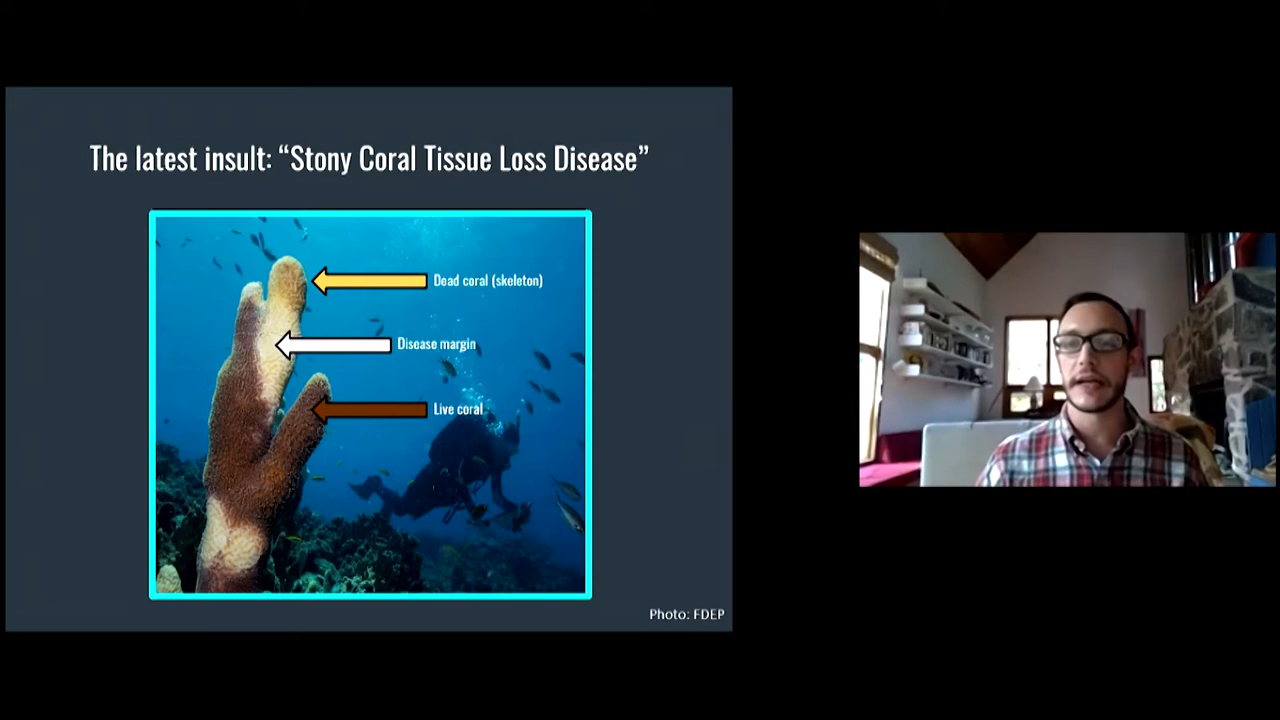 The latest insult: “Stony Coral Tissue Loss Disease”
Dead coral (skeleton)
Disease margin
Live coral
Photo: FDEP